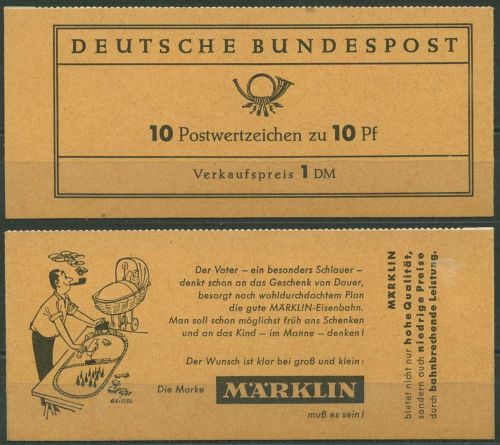 DEUTSCHE BUNDESPOST
10 Postwertzeichen zu 10 Pf
Verkaufspreis 1 DM
Der Vater – ein besonders Schlauer –
denkt schon an das Geschenk von Dauer,
besorgt nach wohldurchdachtem Plan
die gute MÄRKLIN-Eisenbahn.
Man soll schon möglichst früh ans Schenken
und an das Kind – im Manne – denken!
Der Wunsch ist klar bei groß und klein:
Die Marke MÄRKLIN
muß es sein!
MÄRKLIN
bietet nicht nur hohe Qualität,
sondern auch niedrige Preise
durch bahnbrechende Leistung.